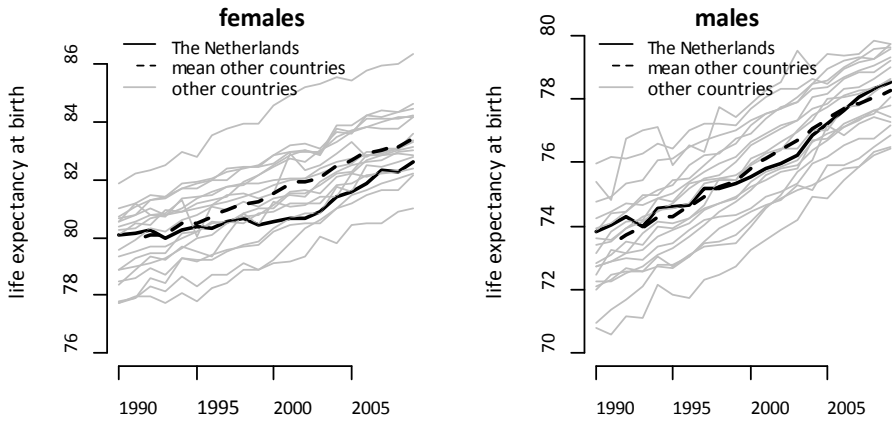 females
The Netherlands
mean other countries
other countries
life expectancy at birth
86
84
82
80
78
76
1990
1995
2000
2005
males
The Netherlands
mean other countries
other countries
life expectancy at birth
80
78
76
74
72
70
1990
1995
2000
2005